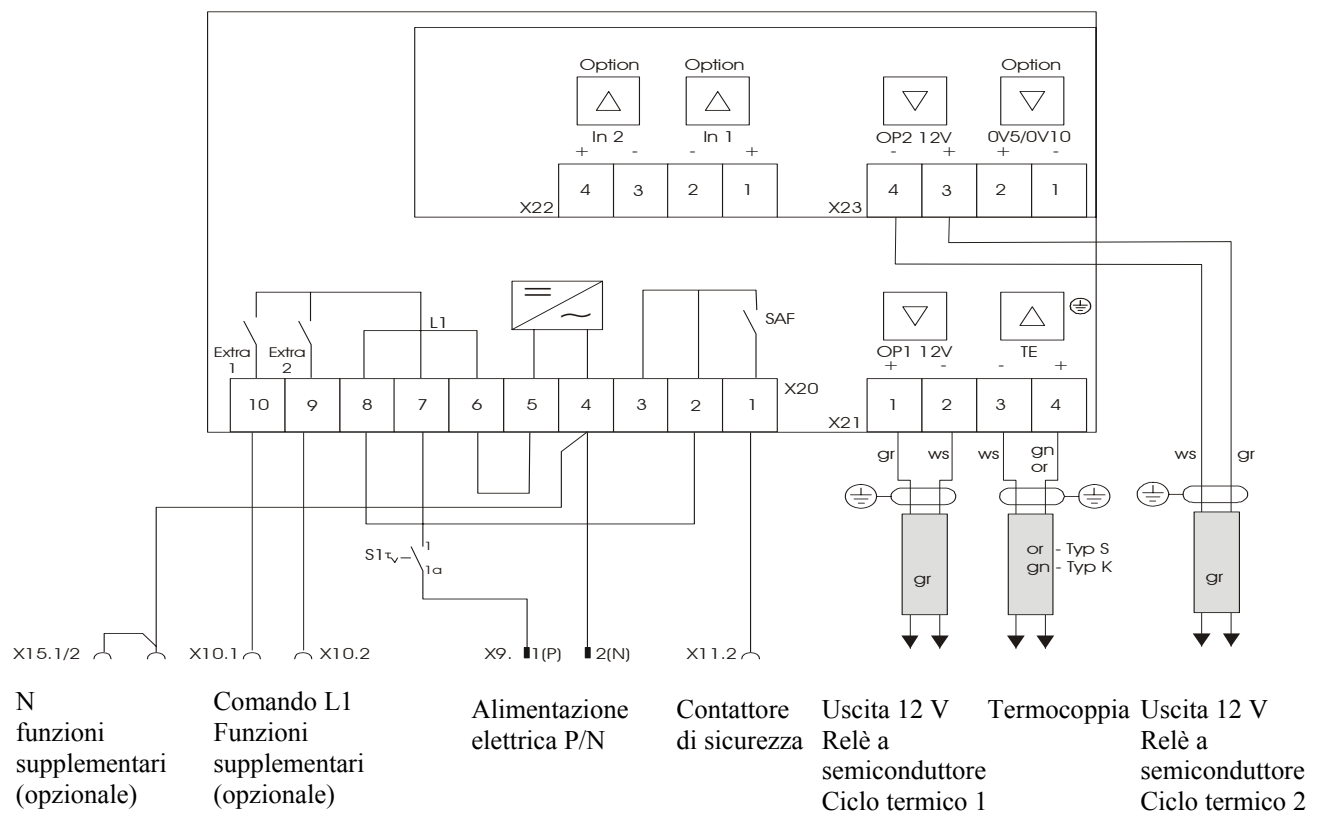 Option
Option
Option
In 2
In 1
OP2 12V
0V5/0V10
+ - - +
- + + -
4 3 2 1
4 3 2 1
X22
X23
L1
SAF
Extra 1
Extra 2
OP1 12V
TE
+ - - +
10 9 8 7 6 5 4 3 2 1
X20
1 2 3 4
X21
gr
ws
ws
gn
or
ws
gr
S1
1
1a
gr
or - Typ S
gn - Typ K
gr
X15.1/2
X10.1
X10.2
X9.
1(P)
2(N)
X11.2
N
funzioni
supplementari
(opzionale)
Comando L1
Funzioni
supplementari
(opzionale)
Alimentazione
elettrica P/N
Contattore
di sicurezza
Uscita 12 V
Relè a
semiconduttore
Ciclo termico 1
Termocoppia
Uscita 12 V
Relè a
semiconduttore
Ciclo termico 2